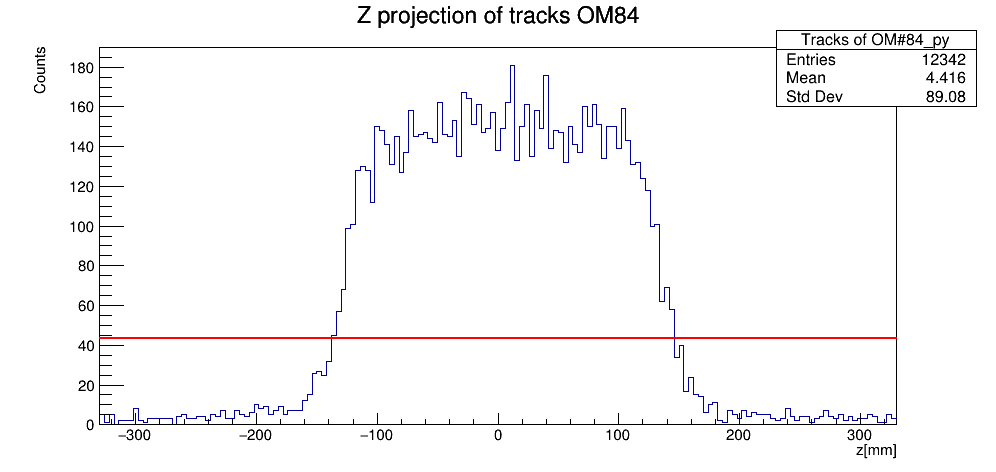 Z projection of tracks OM84
Tracks of OM#84_py
Entries 12342
Mean 4.416
Std Dev 89.08
Counts
180
160
140
120
100
80
60
40
20
0
−300 −200 −100 0 100 200 300
z[mm]